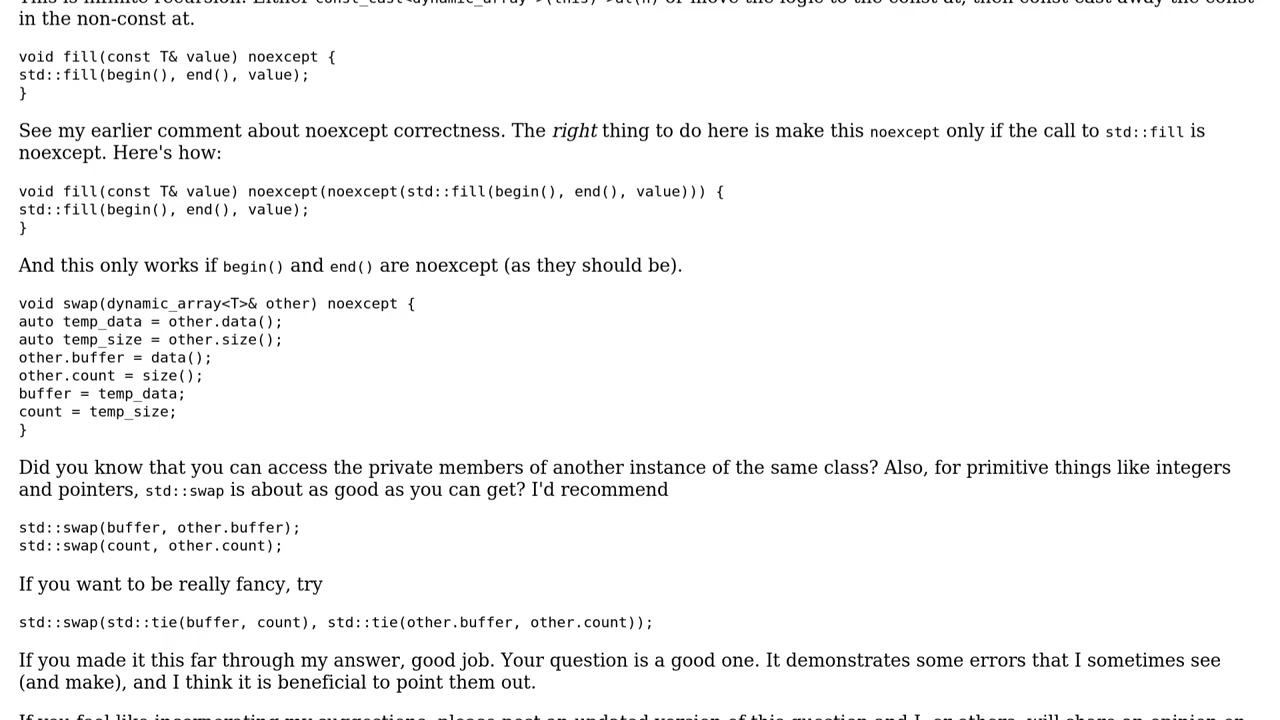 in the non-const at.
void fill(const T& value) noexcept {
std::fill(begin(), end(), value);
}
See my earlier comment about noexcept correctness. The right thing to do here is make this noexcept only if the call to std::fill is
noexcept. Here's how:
void fill(const T& value) noexcept(noexcept(std::fill(begin(), end(), value))) {
std::fill(begin(), end(), value);
}
And this only works if begin() and end() are noexcept (as they should be).
void swap(dynamic_array<T>& other) noexcept {
auto temp_data = other.data();
auto temp_size = other.size();
other.buffer = data();
other.count = size();
buffer = temp_data;
count = temp_size;
}
Did you know that you can access the private members of another instance of the same class? Also, for primitive things like integers
and pointers, std::swap is about as good as you can get? I'd recommend
std::swap(buffer, other.buffer);
std::swap(count, other.count);
If you want to be really fancy, try
std::swap(std::tie(buffer, count), std::tie(other.buffer, other.count));
If you made it this far through my answer, good job. Your question is a good one. It demonstrates some errors that I sometimes see
(and make), and I think it is beneficial to point them out.